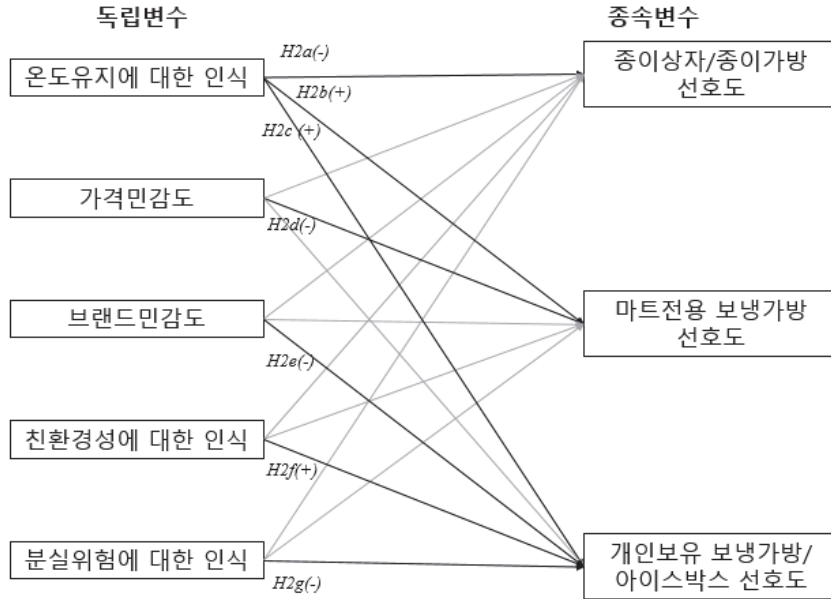 독립변수
종속변수
온도유지에 대한 인식
H2a(-)
H2b(+)
H2c (+)
종이상자/종이가방
선호도
가격민감도
H2d(-)
브랜드민감도
마트전용 보냉가방
선호도
H2e(-)
친환경성에 대한 인식
H2f(+)
분실위험에 대한 인식
H2g(-)
개인보유 보냉가방/
아이스박스 선호도